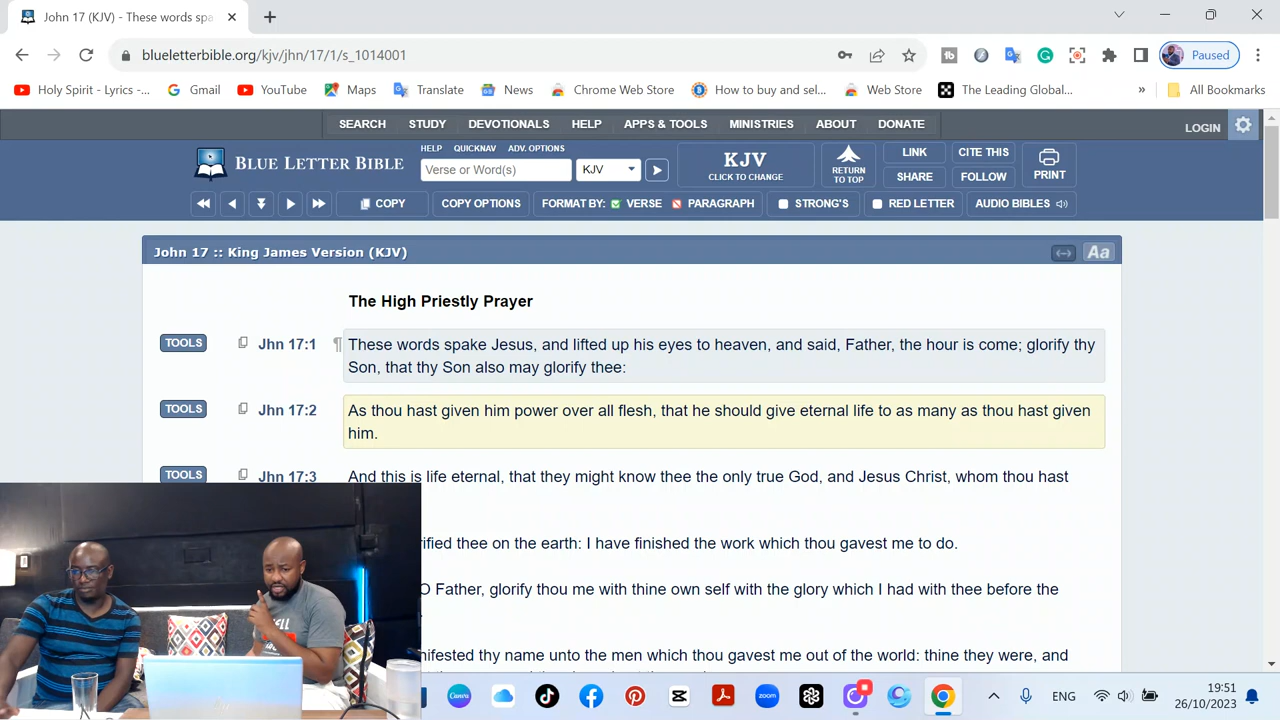 John 17 (KJV) - These words spa
blueletterbible.org/kjv/jhn/17/1/s_1014001
Paused
Holy Spirit - Lyrics -...
Gmail
YouTube
Maps
Translate
News
Chrome Web Store
How to buy and sel...
Web Store
The Leading Global...
»
All Bookmarks
SEARCH STUDY DEVOTIONALS HELP APPS & TOOLS MINISTRIES ABOUT DONATE
LOGIN
BLUE LETTER BIBLE
HELP QUICKNAV ADV. OPTIONS
Verse or Word(s)
KJV
KJV
CLICK TO CHANGE
RETURN
TO TOP
LINK
SHARE
CITE THIS
FOLLOW
PRINT
COPY
COPY OPTIONS
FORMAT BY: VERSE PARAGRAPH
STRONG'S
RED LETTER
AUDIO BIBLES
John 17 :: King James Version (KJV)
Aa
The High Priestly Prayer
TOOLS Jhn 17:1 ¶ These words spake Jesus, and lifted up his eyes to heaven, and said, Father, the hour is come; glorify thy
Son, that thy Son also may glorify thee:
TOOLS Jhn 17:2 As thou hast given him power over all flesh, that he should give eternal life to as many as thou hast given
him.
TOOLS Jhn 17:3 And this is life eternal, that they might know thee the only true God, and Jesus Christ, whom thou hast
rified thee on the earth: I have finished the work which thou gavest me to do.
O Father, glorify thou me with thine own self with the glory which I had with thee before the
nifested thy name unto the men which thou gavest me out of the world: thine they were, and
Canva
zoom
ENG
19:51
26/10/2023